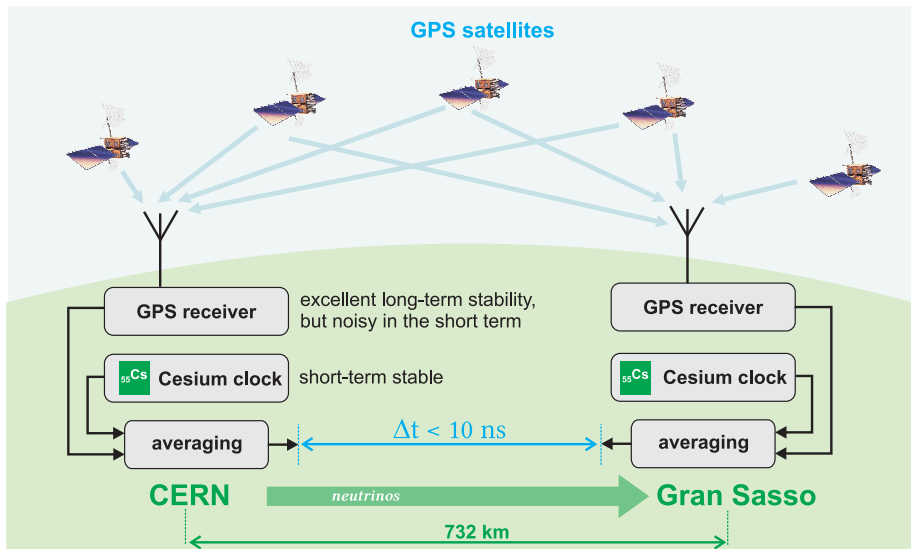 GPS satellites
GPS receiver
excellent long-term stability,
but noisy in the short term
GPS receiver
55Cs Cesium clock
short-term stable
55Cs Cesium clock
averaging
Δt < 10 ns
averaging
CERN
neutrinos
Gran Sasso
732 km